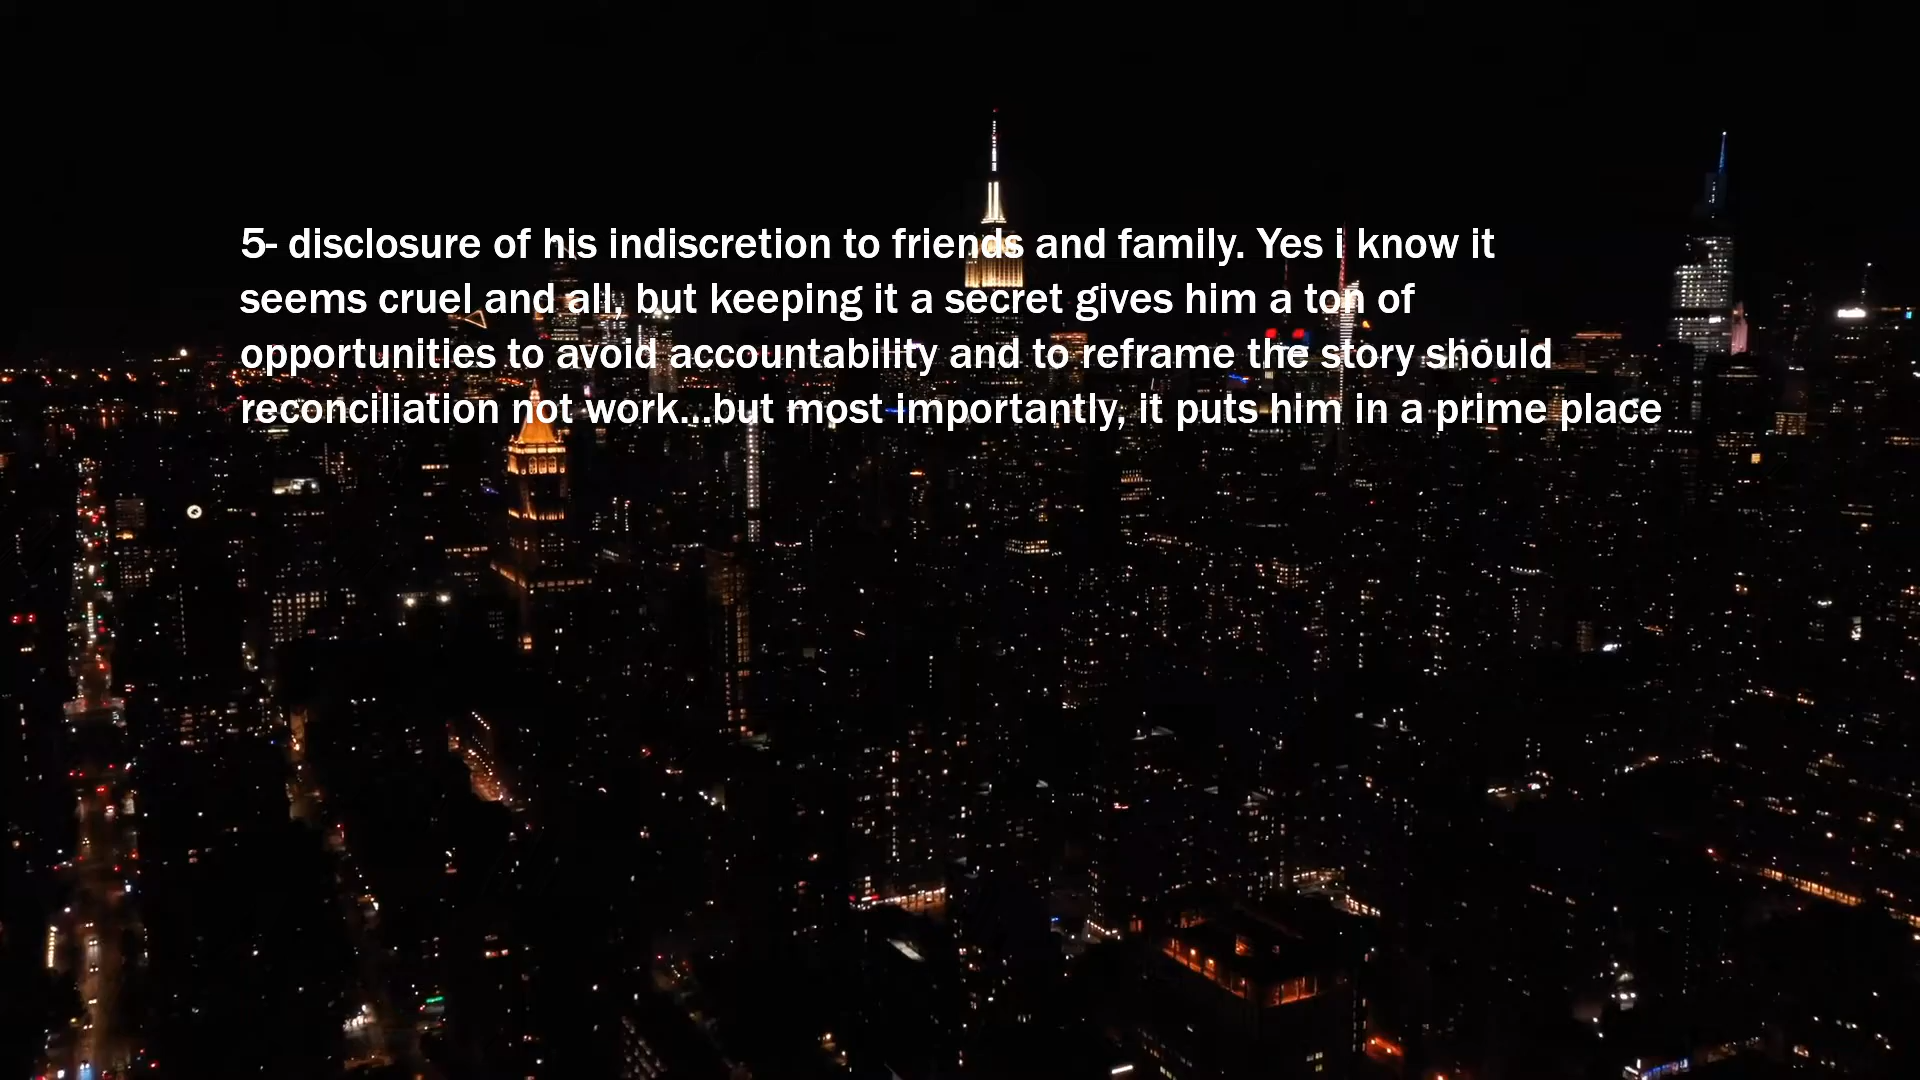 5- disclosure of his indiscretion to friends and family. Yes i know it
seems cruel and all, but keeping it a secret gives him a ton of
opportunities to avoid accountability and to reframe the story should
reconciliation not work...but most importantly, it puts him in a prime place